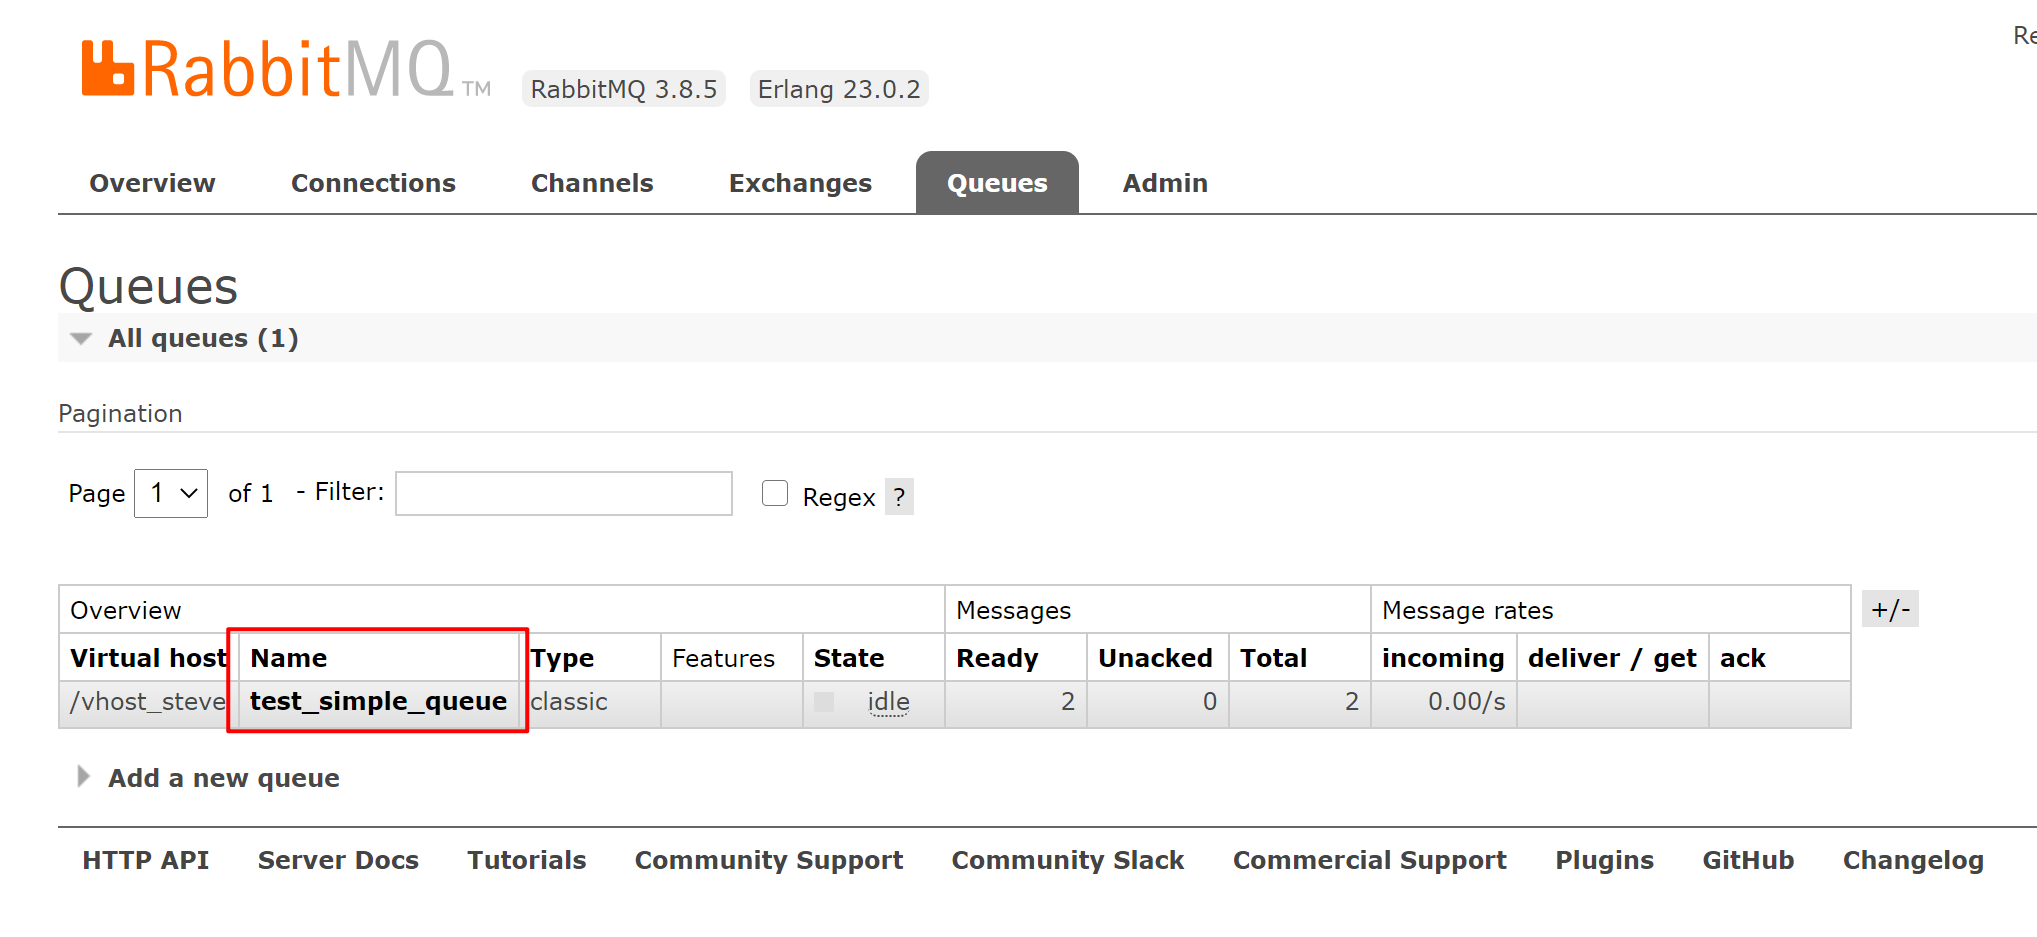 Re
RabbitMQ TM RabbitMQ 3.8.5 Erlang 23.0.2
Overview Connections Channels Exchanges Queues Admin
Queues
All queues (1)
Pagination
Page 1 of 1 - Filter: Regex ?
Overview Messages Message rates +/-
Virtual host Name Type Features State Ready Unacked Total incoming deliver / get ack
/vhost_steve test_simple_queue classic idle 2 0 2 0.00/s
Add a new queue
HTTP API Server Docs Tutorials Community Support Community Slack Commercial Support Plugins GitHub Changelog